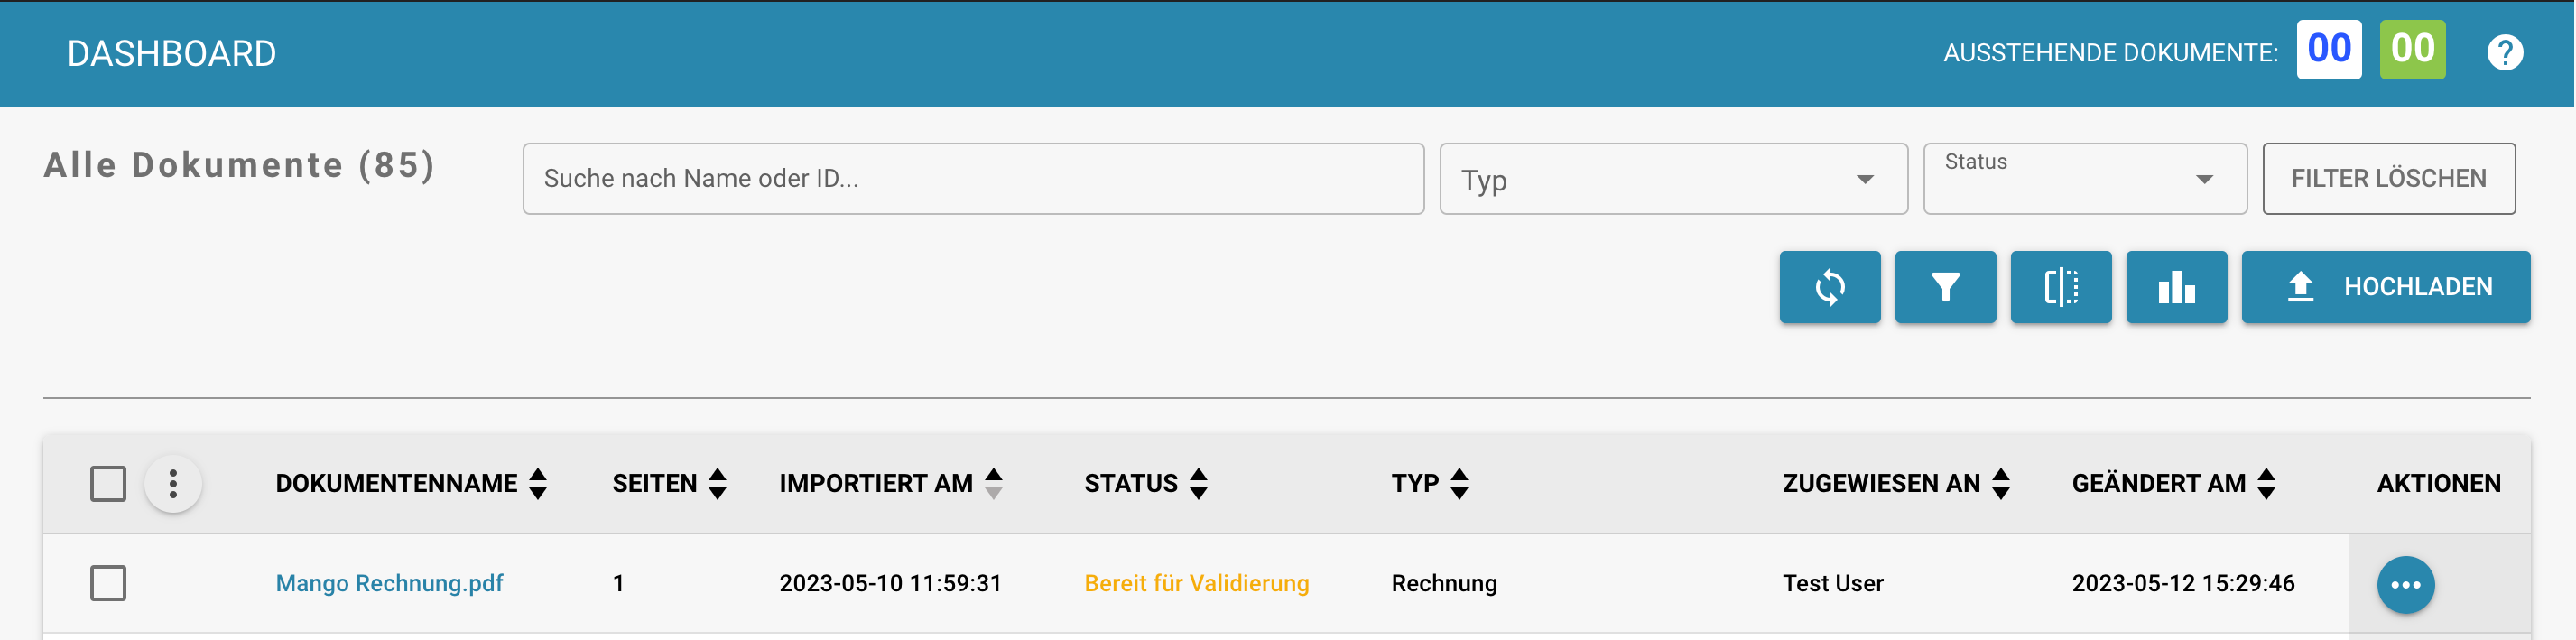 DASHBOARD
AUSSTEHENDE DOKUMENTE: 00 00 ?
Alle Dokumente (85)
Suche nach Name oder ID...
Typ
Status
FILTER LÖSCHEN
HOCHLADEN
DOKUMENTENNAME SEITEN IMPORTIERT AM STATUS TYP ZUGEWIESEN AN GEÄNDERT AM AKTIONEN
Mango Rechnung.pdf 1 2023-05-10 11:59:31 Bereit für Validierung Rechnung Test User 2023-05-12 15:29:46